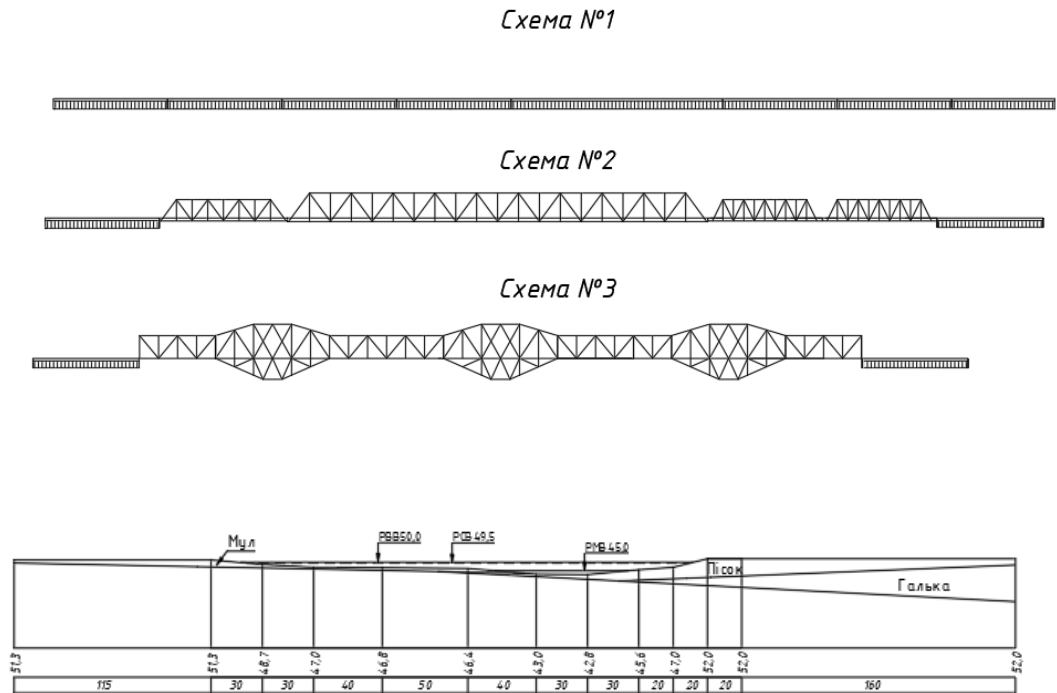 Схема №1
Схема №2
Схема №3
Мул
РВВ50,0
РСВ49,5
РМВ45,0
Пісок
Галька
51,3 51,3 48,7 47,0 46,8 46,4 43,0 42,8 45,6 47,0 52,0 52,0 52,0
115 30 30 40 50 40 30 30 20 20 20 160